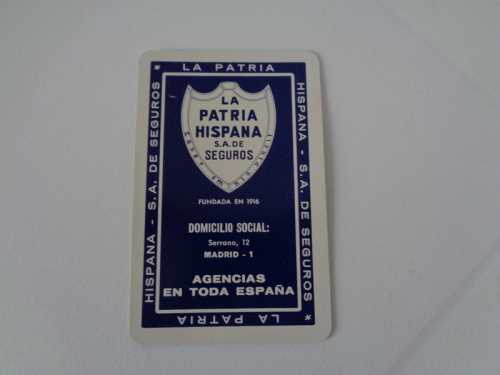 * LA PATRIA
HISPANA - S.A. DE SEGUROS
* LA PATRIA
HISPANA - S.A. DE SEGUROS
LA
PATRIA
HISPANA
S.A. DE
SEGUROS
FUNDADA EN 1916
DOMICILIO SOCIAL:
Serrano, 12
MADRID - 1
AGENCIAS
EN TODA ESPAÑA